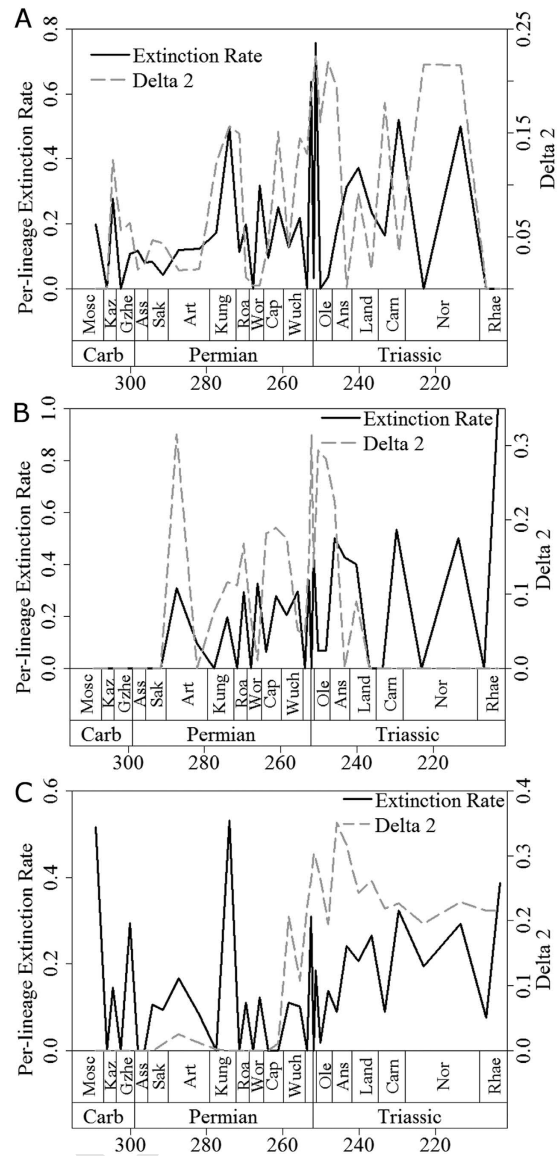 A
Extinction Rate
Delta 2
Per-lineage Extinction Rate
0.0 0.2 0.4 0.6 0.8
Delta 2
0.05 0.15 0.25
Mosc Kaz Gzhe Ass Sak Art Kung Roa Wor Cap Wuch Ole Ans Land Carn Nor Rhae
Carb Permian Triassic
300 280 260 240 220
B
Extinction Rate
Delta 2
Per-lineage Extinction Rate
0.0 0.2 0.4 0.6 0.8 1.0
Delta 2
0.0 0.1 0.2 0.3
Mosc Kaz Gzhe Ass Sak Art Kung Roa Wor Cap Wuch Ole Ans Land Carn Nor Rhae
Carb Permian Triassic
300 280 260 240 220
C
Extinction Rate
Delta 2
Per-lineage Extinction Rate
0.0 0.2 0.4 0.6
Delta 2
0.0 0.1 0.2 0.3 0.4
Mosc Kaz Gzhe Ass Sak Art Kung Roa Wor Cap Wuch Ole Ans Land Carn Nor Rhae
Carb Permian Triassic
300 280 260 240 220